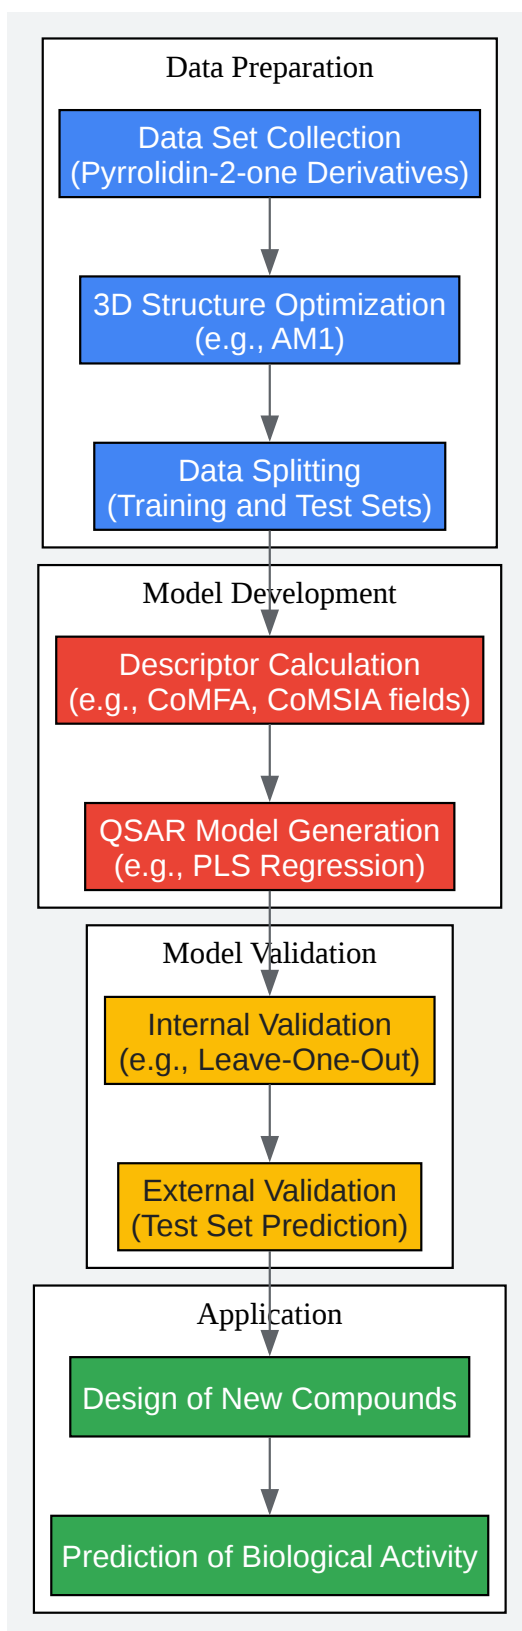 Data Preparation
Data Set Collection
(Pyrrolidin-2-one Derivatives)
3D Structure Optimization
(e.g., AM1)
Data Splitting
(Training and Test Sets)
Model Development
Descriptor Calculation
(e.g., CoMFA, CoMSIA fields)
QSAR Model Generation
(e.g., PLS Regression)
Model Validation
Internal Validation
(e.g., Leave-One-Out)
External Validation
(Test Set Prediction)
Application
Design of New Compounds
Prediction of Biological Activity